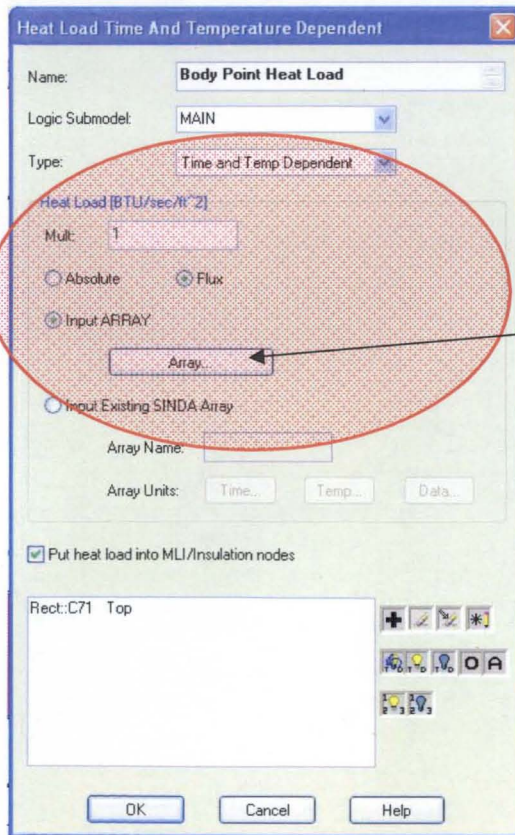 Heat Load Time And Temperature Dependent
Name: Body Point Heat Load
Logic Submodel: MAIN
Type: Time and Temp Dependent
Heat Load [BTU/sec/ft^2]
Mult: 1
Absolute Flux
Input ARRAY
Array...
Input Existing SINDA Array
Array Name:
Array Units: Time... Temp... Data...
Put heat load into MLI/Insulation nodes
Rect::C71 Top
OK Cancel Help